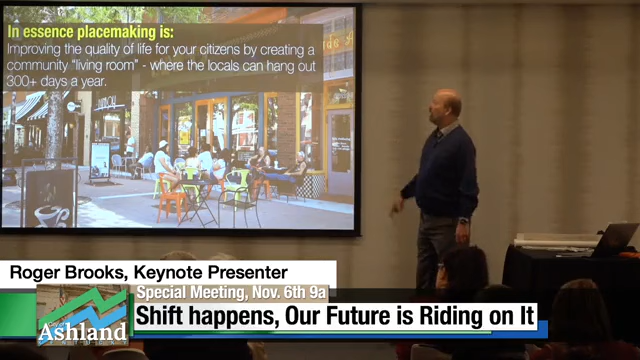 In essence placemaking is:
Improving the quality of life for your citizens by creating a
community “living room” - where the locals can hang out
300+ days a year.
Roger Brooks, Keynote Presenter
Special Meeting, Nov. 6th 9a
Ashland
Shift happens, Our Future is Riding on It